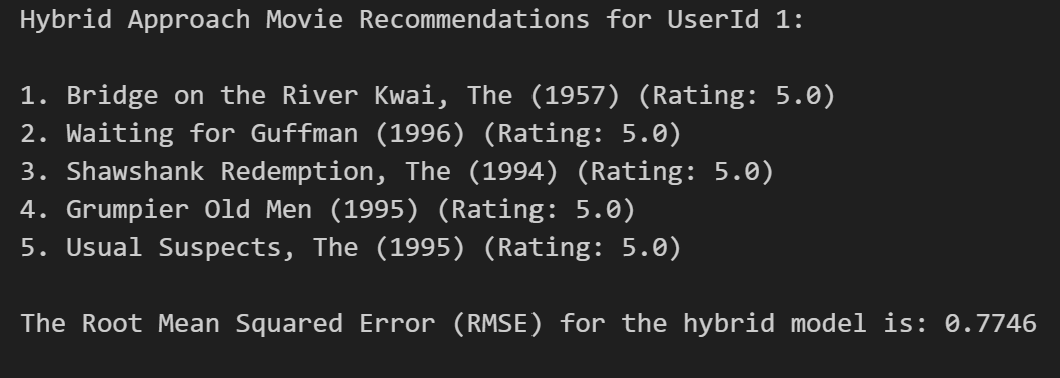 Hybrid Approach Movie Recommendations for UserId 1:
1. Bridge on the River Kwai, The (1957) (Rating: 5.0)
2. Waiting for Guffman (1996) (Rating: 5.0)
3. Shawshank Redemption, The (1994) (Rating: 5.0)
4. Grumpier Old Men (1995) (Rating: 5.0)
5. Usual Suspects, The (1995) (Rating: 5.0)
The Root Mean Squared Error (RMSE) for the hybrid model is: 0.7746